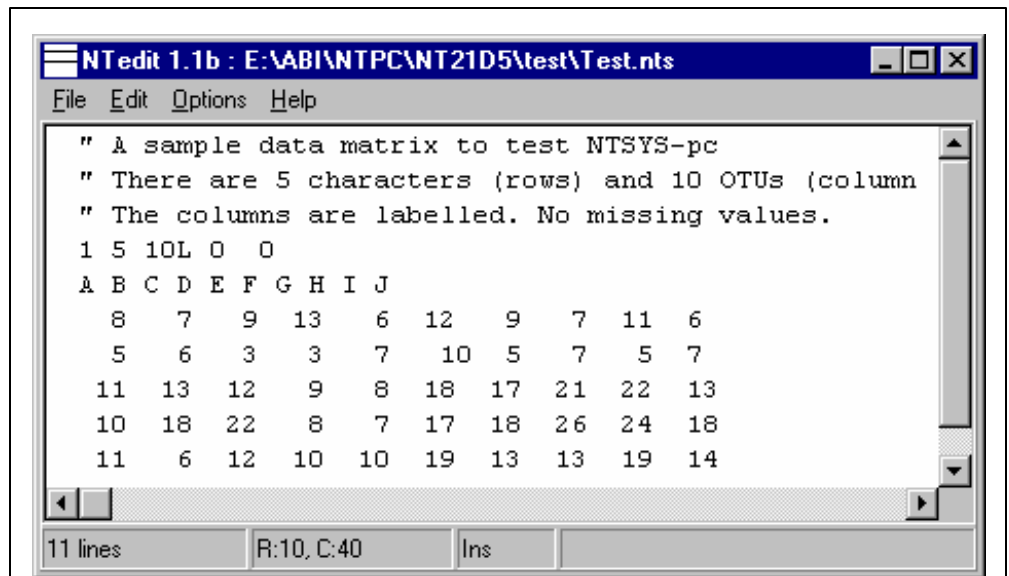 NTedit 1.1b : E:\ABI\NTPC\NT21D5\test\Test.nts
File Edit Options Help
" A sample data matrix to test NTSYS-pc
" There are 5 characters (rows) and 10 OTUs (column
" The columns are labelled. No missing values.
1 5 10L 0 0
A B C D E F G H I J
8 7 9 13 6 12 9 7 11 6
5 6 3 3 7 10 5 7 5 7
11 13 12 9 8 18 17 21 22 13
10 18 22 8 7 17 18 26 24 18
11 6 12 10 10 19 13 13 19 14
11 lines R:10, C:40 Ins